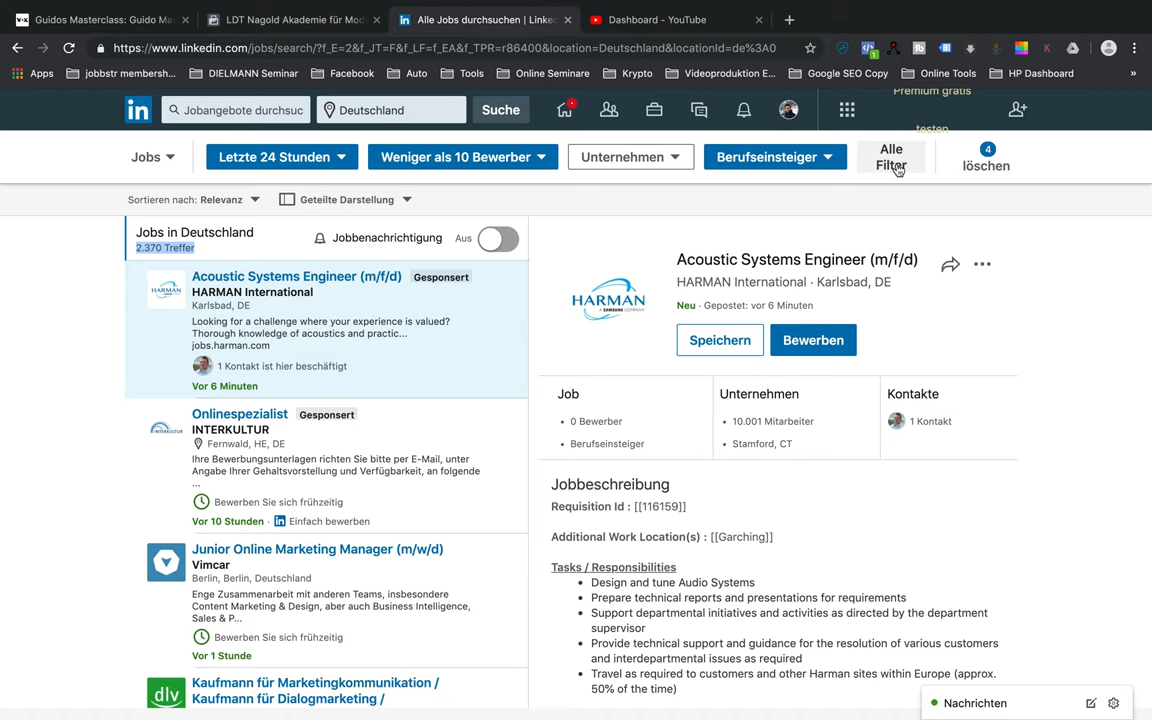 Guidos Masterclass: Guido Ma
LDT Nagold Akademie für Mod
Alle Jobs durchsuchen | Linke
Dashboard - YouTube
https://www.linkedin.com/jobs/search/?f_E=2&f_JT=F&f_LF=f_EA&f_TPR=r86400&location=Deutschland&locationId=de%3A0
Apps
jobbstr membersh...
DIELMANN Seminar
Facebook
Auto
Tools
Online Seminare
Krypto
Videoproduktion E...
Google SEO Copy
Online Tools
HP Dashboard
»
in
Jobangebote durchsuc
Deutschland
Suche
Premium gratis
testen
Jobs
Letzte 24 Stunden
Weniger als 10 Bewerber
Unternehmen
Berufseinsteiger
Alle
Filter
4
löschen
Sortieren nach: Relevanz
Geteilte Darstellung
Jobs in Deutschland
2.370 Treffer
Jobbenachrichtigung
Aus
HARMAN
Acoustic Systems Engineer (m/f/d)
Gesponsert
HARMAN International
Karlsbad, DE
Looking for a challenge where your experience is valued?
Thorough knowledge of acoustics and practic...
jobs.harman.com
1 Kontakt ist hier beschäftigt
Vor 6 Minuten
INTERKULTUR
Onlinespezialist
Gesponsert
INTERKULTUR
Fernwald, HE, DE
Ihre Bewerbungsunterlagen richten Sie bitte per E-Mail, unter
Angabe Ihrer Gehaltsvorstellung und Verfügbarkeit, an folgende
...
Bewerben Sie sich frühzeitig
Vor 10 Stunden · in Einfach bewerben
Junior Online Marketing Manager (m/w/d)
Vimcar
Berlin, Berlin, Deutschland
Enge Zusammenarbeit mit anderen Teams, insbesondere
Content Marketing & Design, aber auch Business Intelligence,
Sales & P...
Bewerben Sie sich frühzeitig
Vor 1 Stunde
dlv
Kaufmann für Marketingkommunikation /
Kaufmann für Dialogmarketing /
HARMAN
A SAMSUNG COMPANY
Acoustic Systems Engineer (m/f/d)
HARMAN International · Karlsbad, DE
Neu · Gepostet: vor 6 Minuten
Speichern
Bewerben
Job
• 0 Bewerber
• Berufseinsteiger
Unternehmen
• 10.001 Mitarbeiter
• Stamford, CT
Kontakte
1 Kontakt
Jobbeschreibung
Requisition Id : [[116159]]
Additional Work Location(s) : [[Garching]]
Tasks / Responsibilities
• Design and tune Audio Systems
• Prepare technical reports and presentations for requirements
• Support departmental initiatives and activities as directed by the department
supervisor
• Provide technical support and guidance for the resolution of various customers
and interdepartmental issues as required
• Travel as required to customers and other Harman sites within Europe (approx.
50% of the time)
Nachrichten